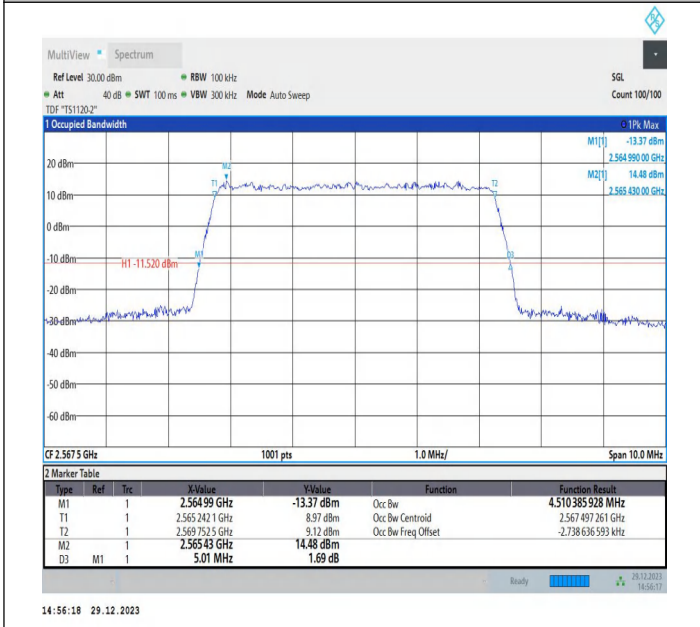 R S
MultiView Spectrum
Ref Level 30.00 dBm RBW 100 kHz SGL
Att 40 dB SWT 100 ms VBW 300 kHz Mode Auto Sweep Count 100/100
TDF "TS1120-2"
1 Occupied Bandwidth 1Pk Max
M1[1] -13.37 dBm
2.564 990 00 GHz
M2[1] 14.48 dBm
2.565 430 00 GHz
20 dBm
M2
T1 T2
10 dBm
0 dBm
M1 D3
-10 dBm
H1 -11.520 dBm
-20 dBm
-30 dBm
-40 dBm
-50 dBm
-60 dBm
CF 2.567 5 GHz 1001 pts 1.0 MHz/ Span 10.0 MHz
2 Marker Table
Type Ref Trc X-Value Y-Value Function Function Result
M1 1 2.564 99 GHz -13.37 dBm Occ Bw 4.510 385 928 MHz
T1 1 2.565 242 1 GHz 8.97 dBm Occ Bw Centroid 2.567 497 261 GHz
T2 1 2.569 752 5 GHz 9.12 dBm Occ Bw Freq Offset -2.738 636 593 kHz
M2 1 2.565 43 GHz 14.48 dBm
D3 M1 1 5.01 MHz 1.69 dB
Ready 29.12.2023
14:56:17
14:56:18 29.12.2023